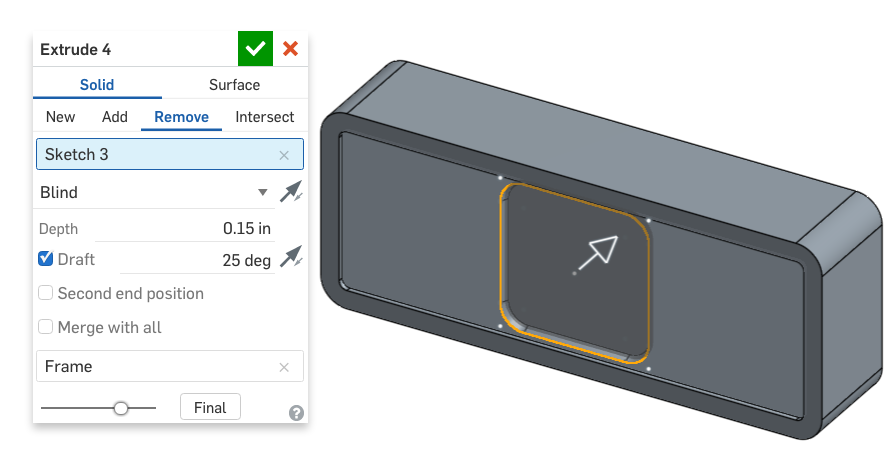 Extrude 4
Solid Surface
New Add Remove Intersect
Sketch 3
Blind
Depth 0.15 in
Draft 25 deg
Second end position
Merge with all
Frame
Final ?